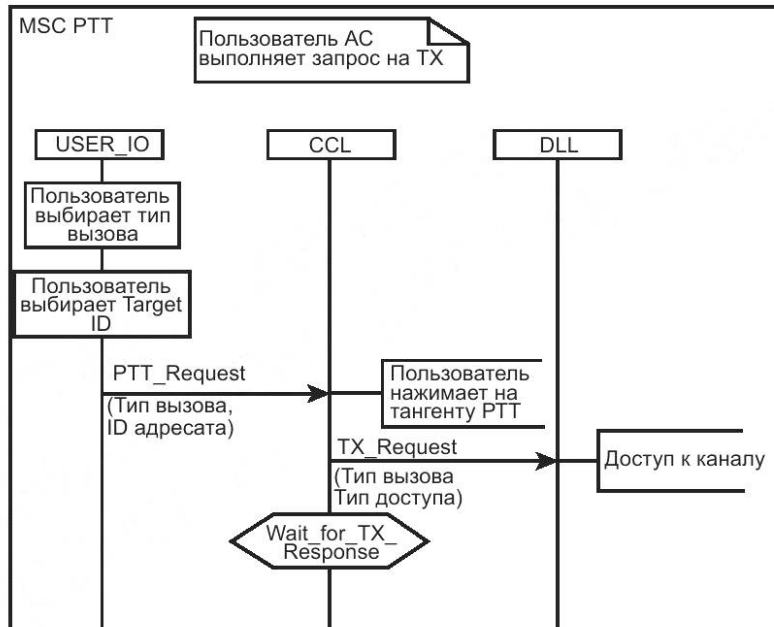 MSC PTT
Пользователь АС
выполняет запрос на TX
USER_IO
CCL
DLL
Пользователь
выбирает тип
вызова
Пользователь
выбирает Target
ID
PTT_Request
(Тип вызова,
ID адресата)
Пользователь
нажимает на
тангенту PTT
TX_Request
(Тип вызова
Тип доступа)
Доступ к каналу
Wait_for_TX_
Response